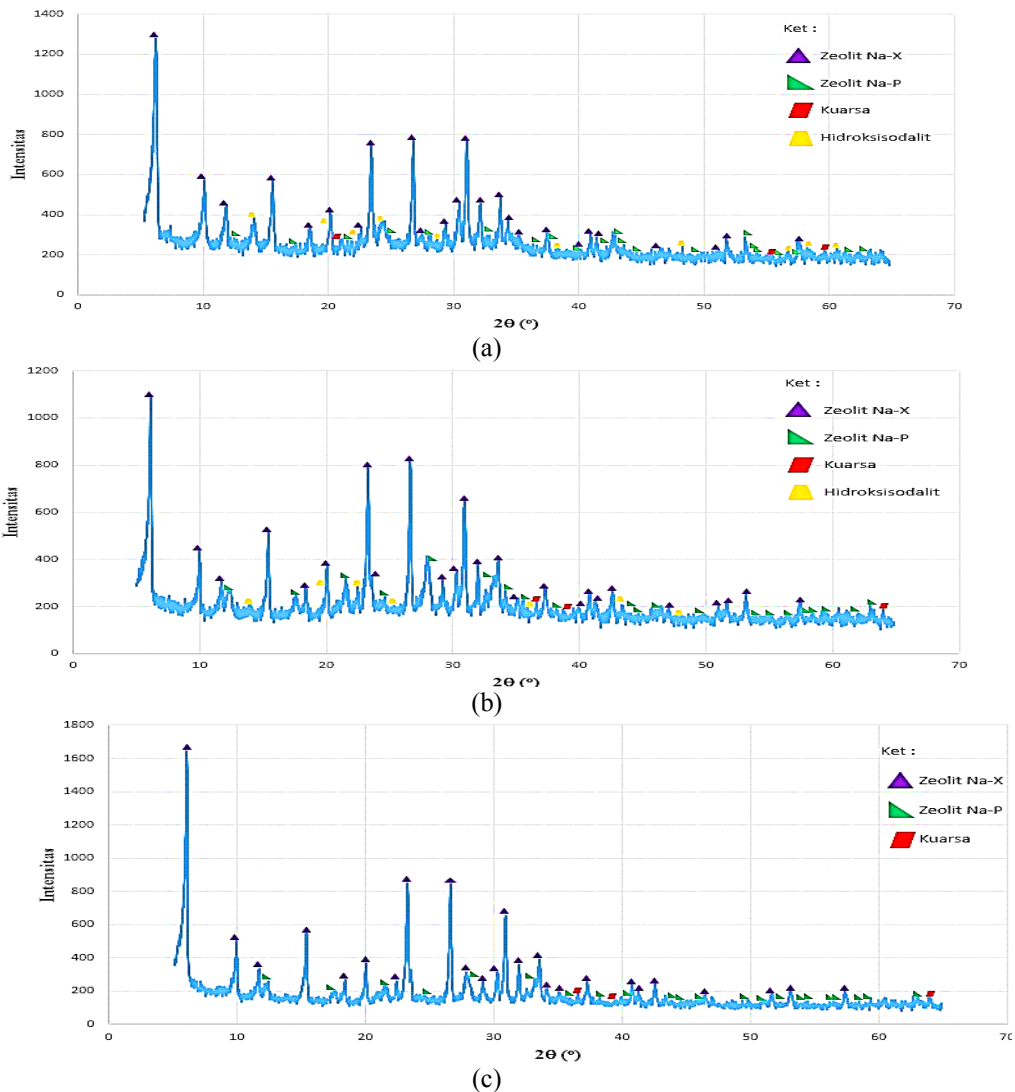 1400
1200
1000
800
600
400
200
0
Intensitas
Ket :
Zeolit Na-X
Zeolit Na-P
Kuarsa
Hidroksisodalit
0 10 20 30 40 50 60 70
2Θ (°)
(a)
1200
1000
800
600
400
200
0
Intensitas
Ket :
Zeolit Na-X
Zeolit Na-P
Kuarsa
Hidroksisodalit
0 10 20 30 40 50 60 70
2Θ (°)
(b)
1800
1600
1400
1200
1000
800
600
400
200
0
Intensitas
Ket :
Zeolit Na-X
Zeolit Na-P
Kuarsa
0 10 20 30 40 50 60 70
2Θ (°)
(c)